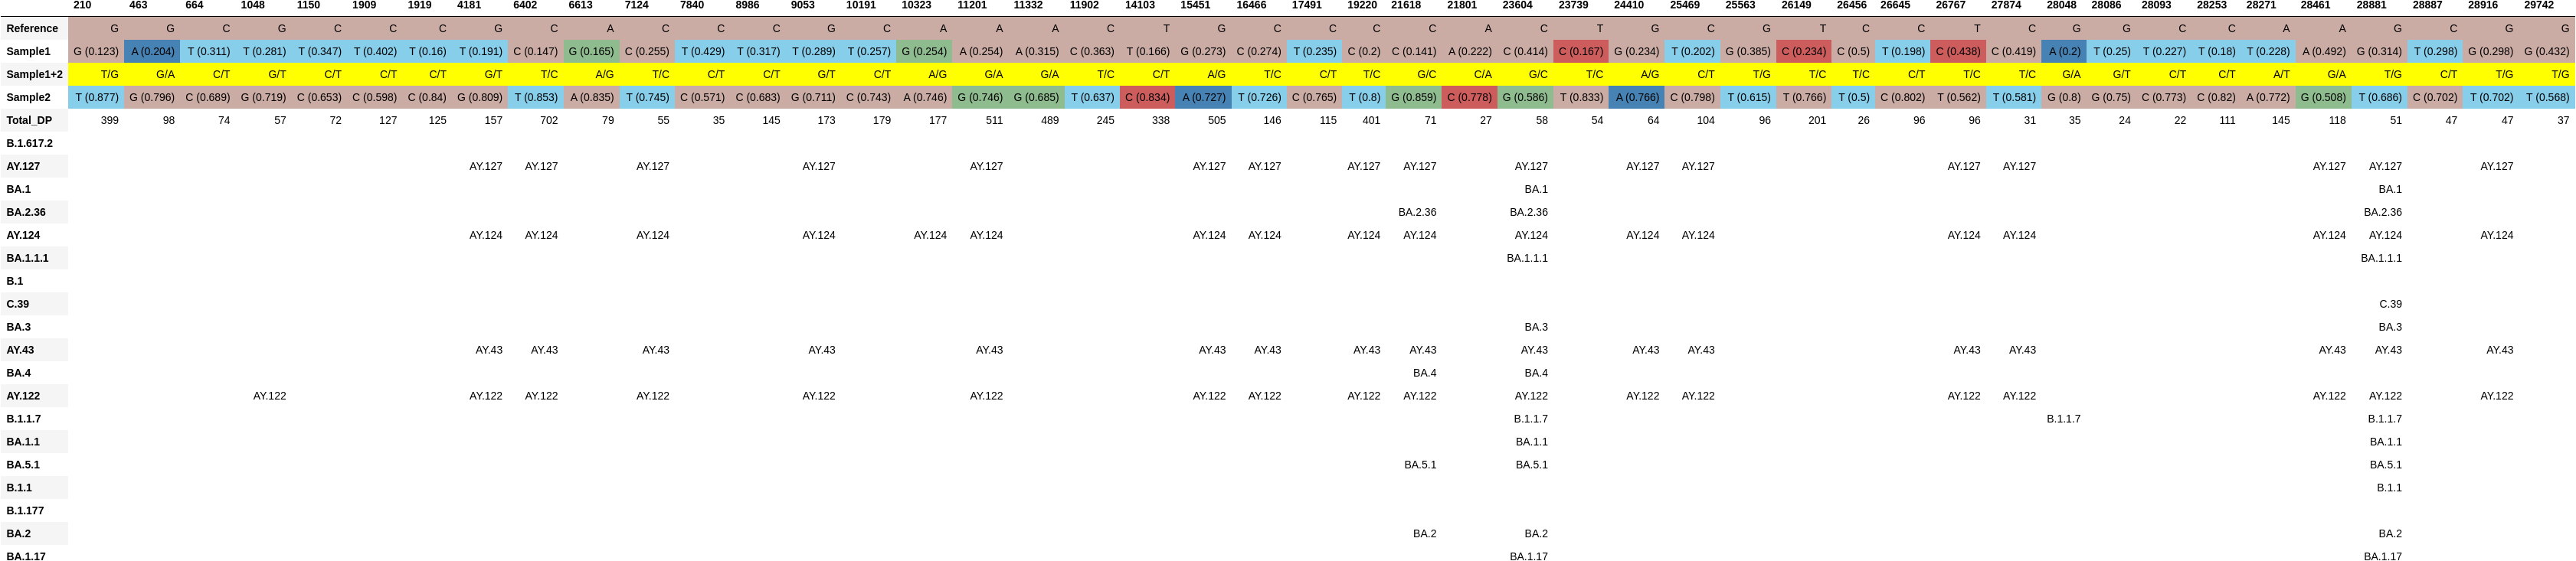 210 463 664 1048 1150 1909 1919 4181 6402 6613 7124 7840 8986 9053 10191 10323 11201 11332 11902 14103 15451 16466 17491 19220 21618 21801 23604 23739 24410 25469 25563 26149 26456 26645 26767 27874 28048 28086 28093 28253 28271 28461 28881 28887 28916 29742
Reference G G C G C C C G C A C C C G C A A A C T G C C C C A C T G C G T C C T C G G C C A A G C G G
Sample1 G (0.123) A (0.204) T (0.311) T (0.281) T (0.347) T (0.402) T (0.16) T (0.191) C (0.147) G (0.165) C (0.255) T (0.429) T (0.317) T (0.289) T (0.257) G (0.254) A (0.254) A (0.315) C (0.363) T (0.166) G (0.273) C (0.274) T (0.235) C (0.2) C (0.141) A (0.222) C (0.414) C (0.167) G (0.234) T (0.202) G (0.385) C (0.234) C (0.5) T (0.198) C (0.438) C (0.419) A (0.2) T (0.25) T (0.227) T (0.18) T (0.228) A (0.492) G (0.314) T (0.298) G (0.298) G (0.432)
Sample1+2 T/G G/A C/T G/T C/T C/T C/T G/T T/C A/G T/C C/T C/T G/T C/T A/G G/A G/A T/C C/T A/G T/C C/T T/C G/C C/A G/C T/C A/G C/T T/G T/C T/C C/T T/C T/C G/A G/T C/T C/T A/T G/A T/G C/T T/G T/G
Sample2 T (0.877) G (0.796) C (0.689) G (0.719) C (0.653) C (0.598) C (0.84) G (0.809) T (0.853) A (0.835) T (0.745) C (0.571) C (0.683) G (0.711) C (0.743) A (0.746) G (0.746) G (0.685) T (0.637) C (0.834) A (0.727) T (0.726) C (0.765) T (0.8) G (0.859) C (0.778) G (0.586) T (0.833) A (0.766) C (0.798) T (0.615) T (0.766) T (0.5) C (0.802) T (0.562) T (0.581) G (0.8) G (0.75) C (0.773) C (0.82) A (0.772) G (0.508) T (0.686) C (0.702) T (0.702) T (0.568)
Total_DP 399 98 74 57 72 127 125 157 702 79 55 35 145 173 179 177 511 489 245 338 505 146 115 401 71 27 58 54 64 104 96 201 26 96 96 31 35 24 22 111 145 118 51 47 47 37
B.1.617.2
AY.127 AY.127 AY.127 AY.127 AY.127 AY.127 AY.127 AY.127 AY.127 AY.127 AY.127 AY.127 AY.127 AY.127 AY.127 AY.127 AY.127 AY.127
BA.1 BA.1 BA.1
BA.2.36 BA.2.36 BA.2.36 BA.2.36
AY.124 AY.124 AY.124 AY.124 AY.124 AY.124 AY.124 AY.124 AY.124 AY.124 AY.124 AY.124 AY.124 AY.124 AY.124 AY.124 AY.124 AY.124 AY.124
BA.1.1.1 BA.1.1.1 BA.1.1.1
B.1
C.39 C.39
BA.3 BA.3 BA.3
AY.43 AY.43 AY.43 AY.43 AY.43 AY.43 AY.43 AY.43 AY.43 AY.43 AY.43 AY.43 AY.43 AY.43 AY.43 AY.43 AY.43 AY.43
BA.4 BA.4 BA.4
AY.122 AY.122 AY.122 AY.122 AY.122 AY.122 AY.122 AY.122 AY.122 AY.122 AY.122 AY.122 AY.122 AY.122 AY.122 AY.122 AY.122 AY.122 AY.122
B.1.1.7 B.1.1.7 B.1.1.7 B.1.1.7
BA.1.1 BA.1.1 BA.1.1
BA.5.1 BA.5.1 BA.5.1 BA.5.1
B.1.1 B.1.1
B.1.177
BA.2 BA.2 BA.2 BA.2
BA.1.17 BA.1.17 BA.1.17